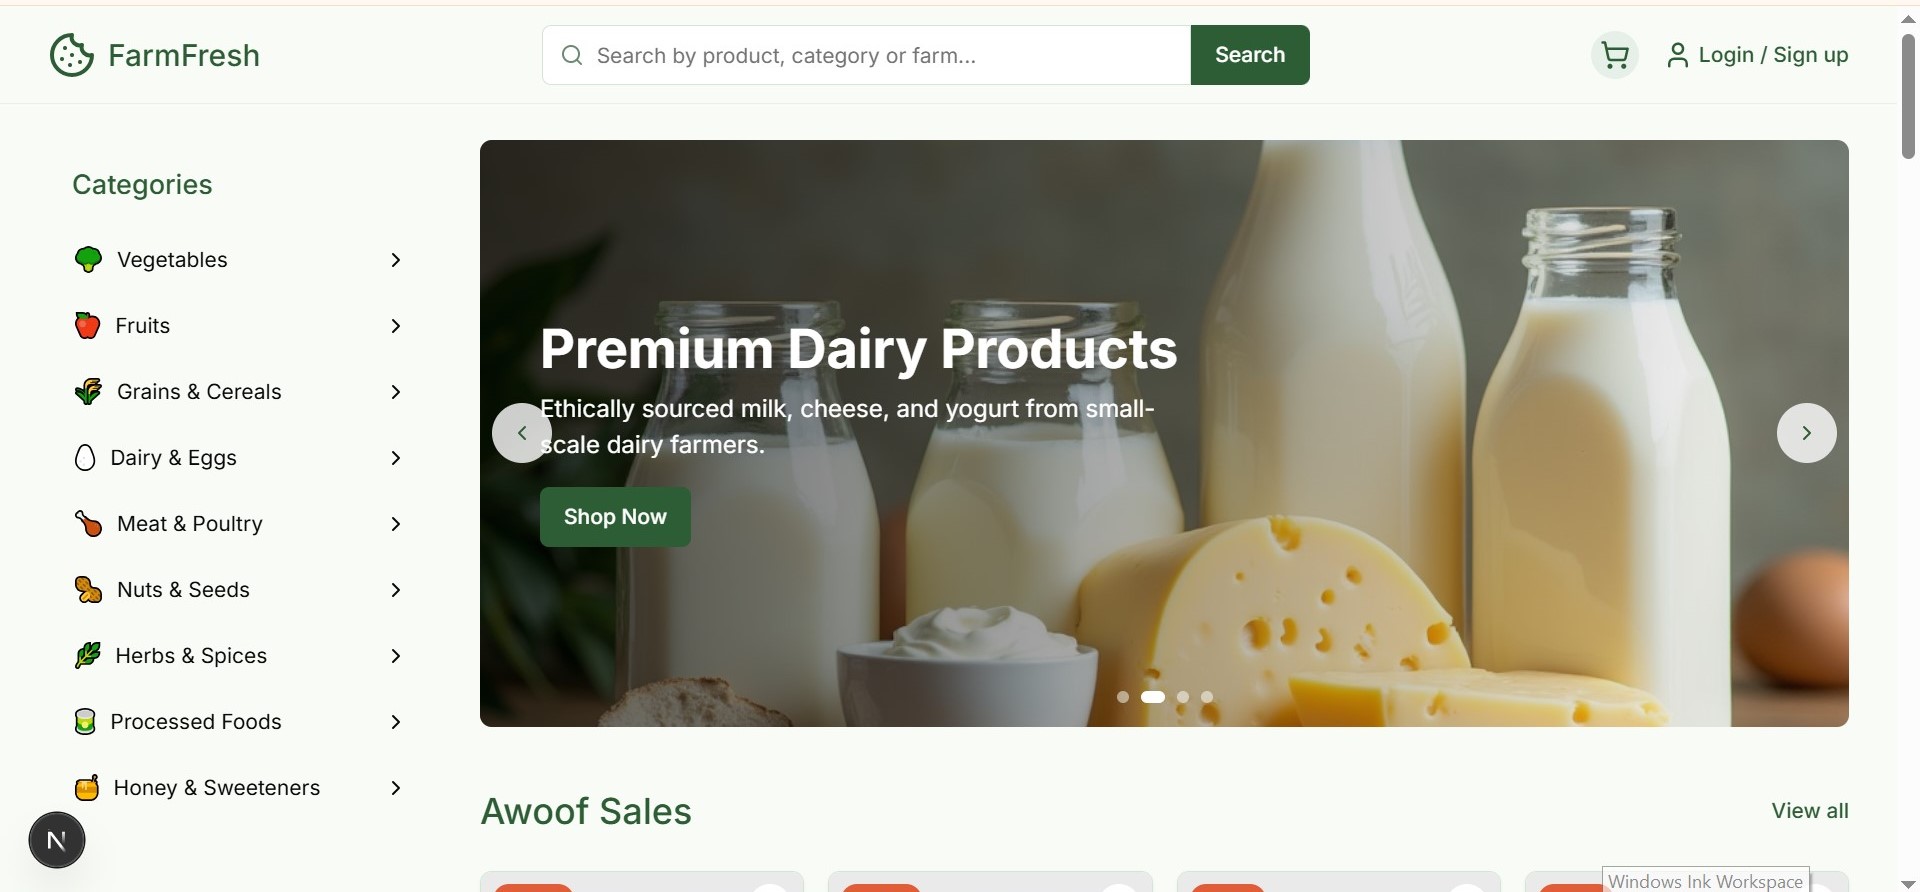 FarmFresh
Search by product, category or farm...
Search
Login / Sign up
Categories
Vegetables
Fruits
Grains & Cereals
Dairy & Eggs
Meat & Poultry
Nuts & Seeds
Herbs & Spices
Processed Foods
Honey & Sweeteners
N
Premium Dairy Products
Ethically sourced milk, cheese, and yogurt from small-
scale dairy farmers.
Shop Now
Awoof Sales
View all
Windows Ink Workspace